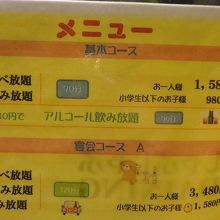 メニュー
基本コース
べ放題 70分 お一人様 1,58
み放題 小学生以下のお子様 98
円で アルコール飲み放題 90分
宴会コース A
べ放題 お一人様 3,480
み放題 120分 小学生以下のお子様 1,580